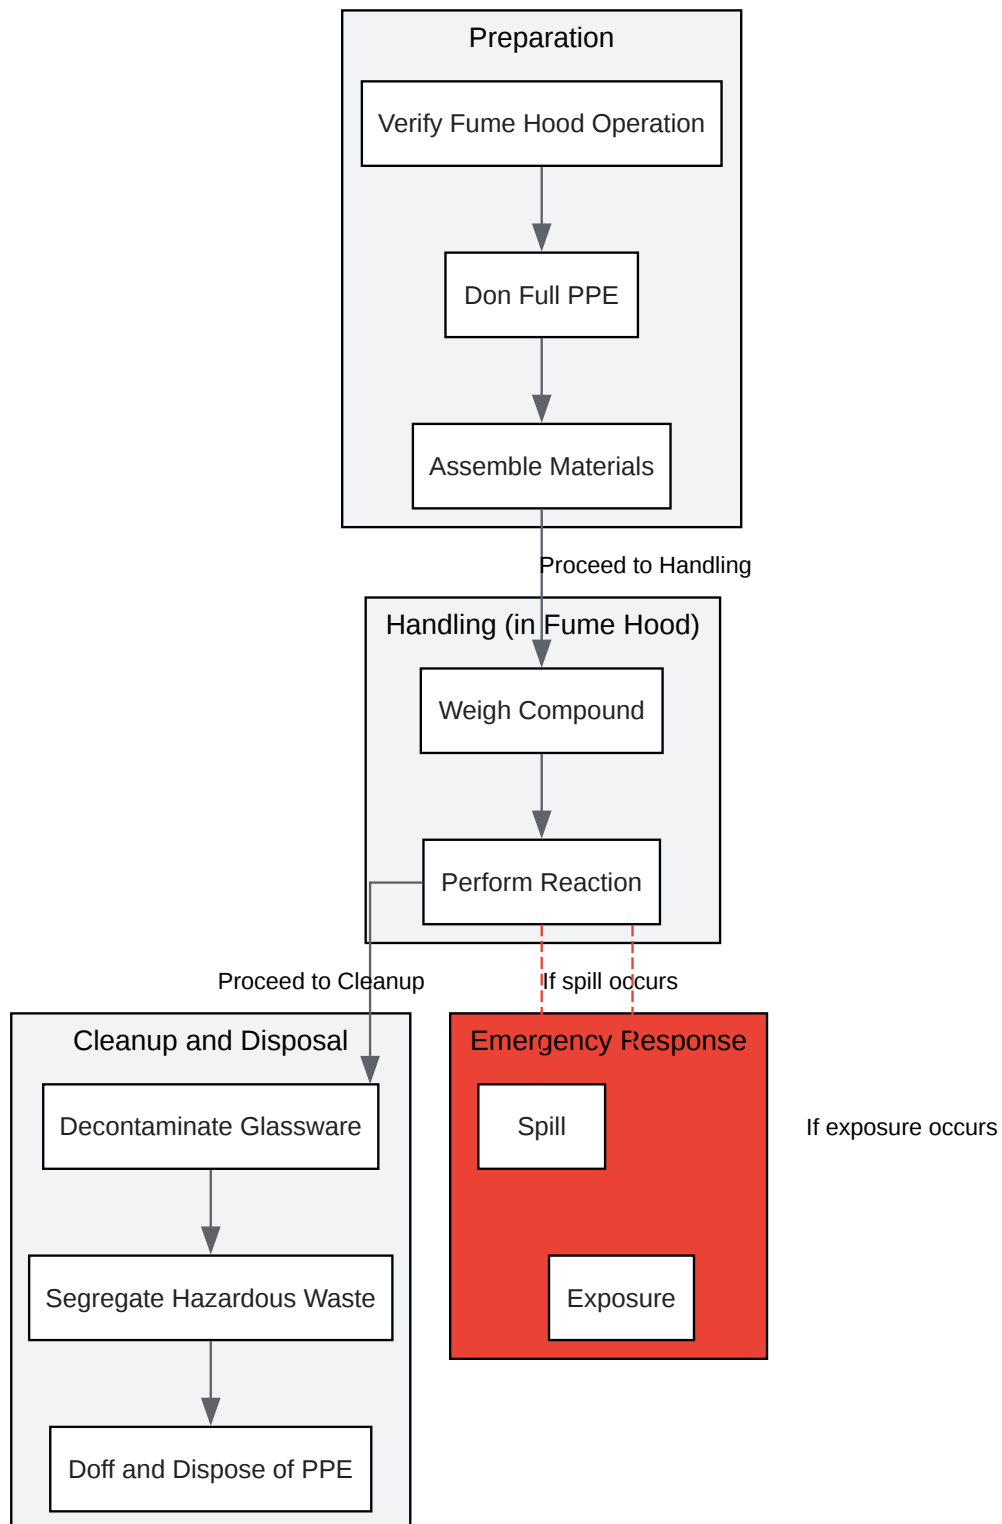 Preparation
Verify Fume Hood Operation
Don Full PPE
Assemble Materials
Proceed to Handling
Handling (in Fume Hood)
Weigh Compound
Perform Reaction
Proceed to Cleanup
If spill occurs
Cleanup and Disposal
Emergency Response
Decontaminate Glassware
Spill
If exposure occurs
Segregate Hazardous Waste
Exposure
Doff and Dispose of PPE